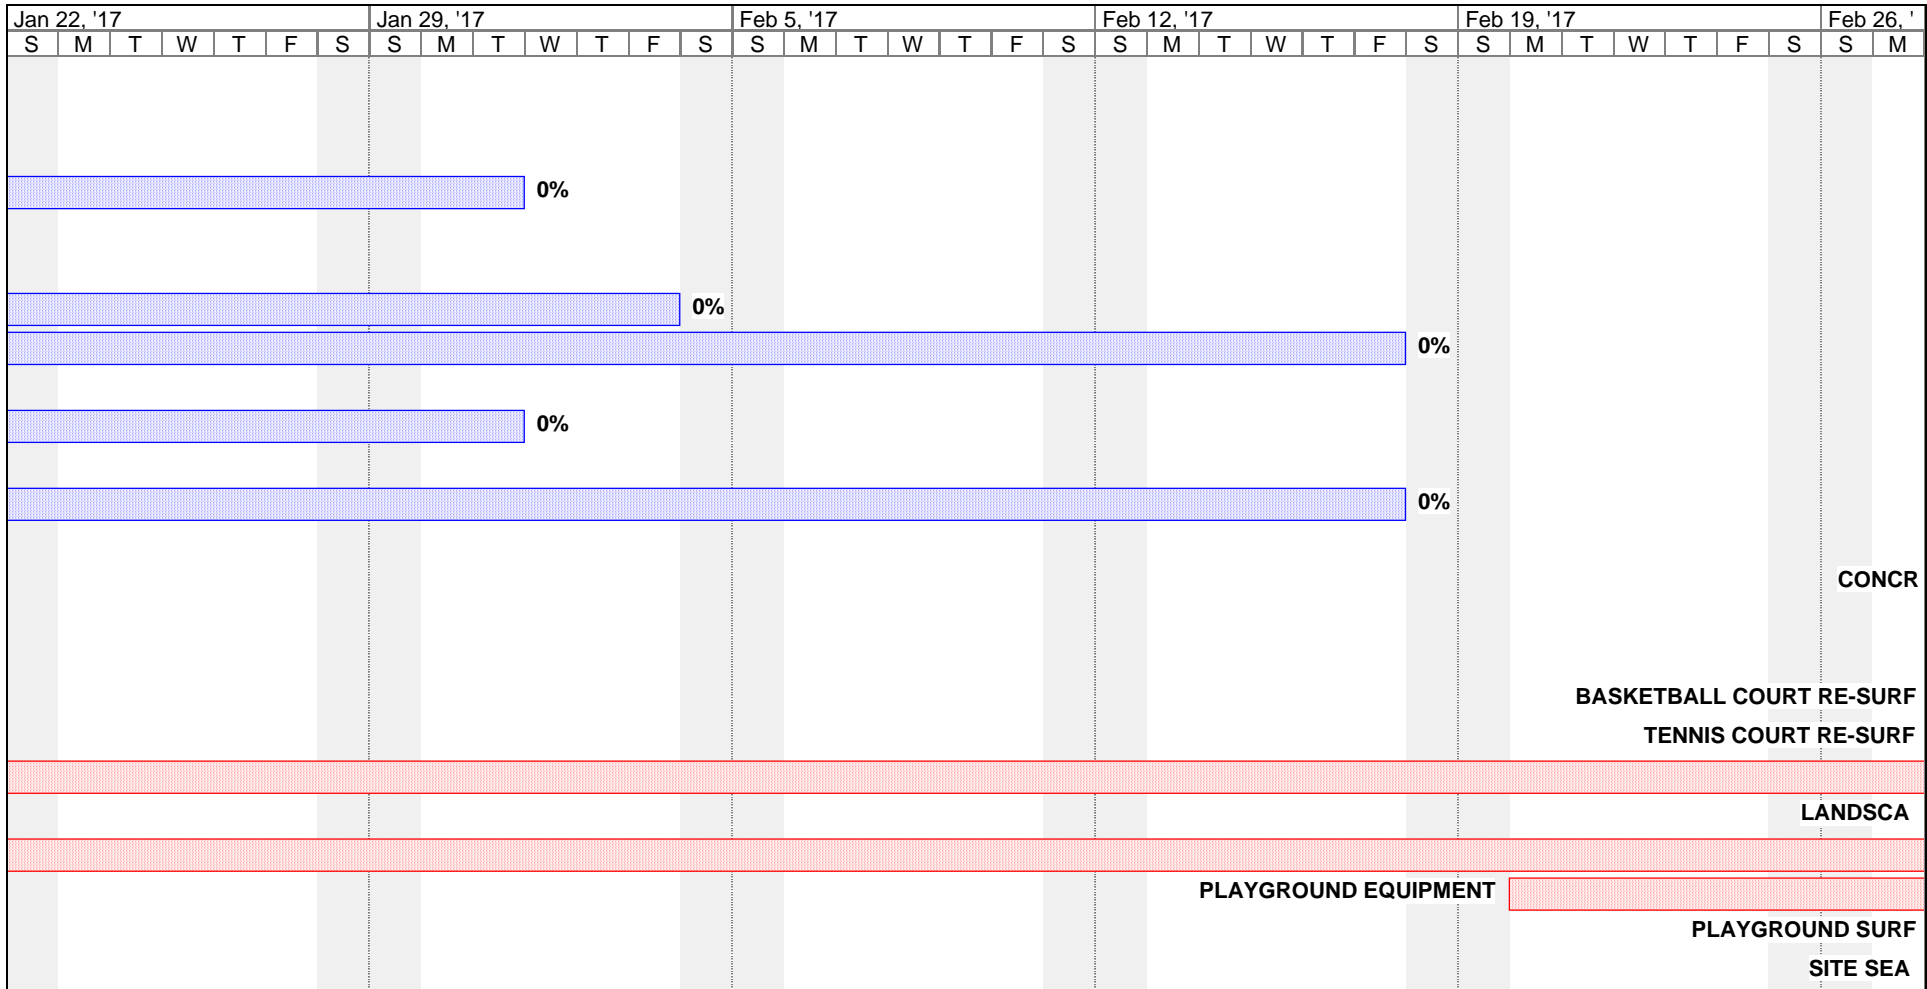 Jan 22, '17 Jan 29, '17 Feb 5, '17 Feb 12, '17 Feb 19, '17 Feb 26, '
S M T W T F S S M T W T F S S M T W T F S S M T W T F S S M T W T F S S M
0%
0%
0%
0%
0%
CONCR
BASKETBALL COURT RE-SURF
TENNIS COURT RE-SURF
LANDSCA
PLAYGROUND EQUIPMENT
PLAYGROUND SURF
SITE SEA